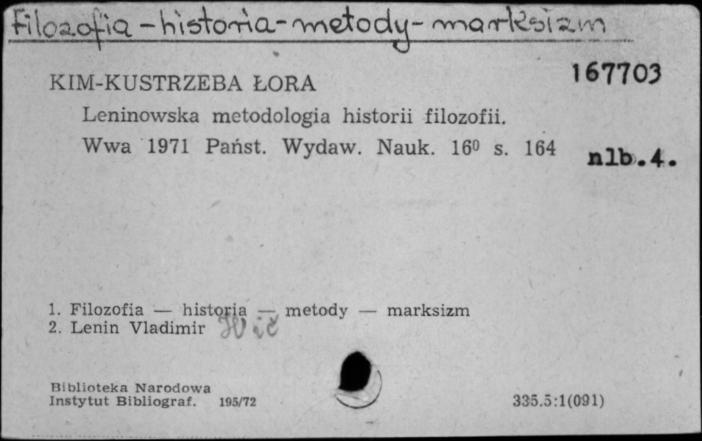 Filozofia - historia - metody - marksizm
167703
KIM-KUSTRZEBA ŁORA
Leninowska metodologia historii filozofii.
Wwa 1971 Państ. Wydaw. Nauk. 16⁰ s. 164 nlb.4.
1. Filozofia — historja — metody — marksizm
2. Lenin Vladimir
Biblioteka Narodowa
Instytut Bibliograf. 195/72
335.5:1(091)